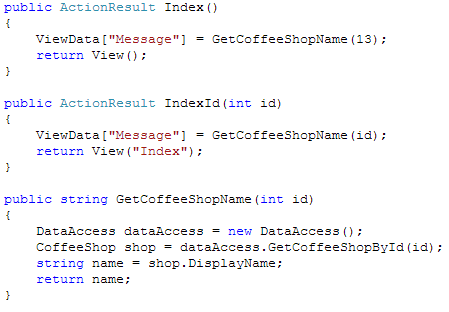 public ActionResult Index()
{
    ViewData["Message"] = GetCoffeeShopName(13);
    return View();
}

public ActionResult IndexId(int id)
{
    ViewData["Message"] = GetCoffeeShopName(id);
    return View("Index");
}

public string GetCoffeeShopName(int id)
{
    DataAccess dataAccess = new DataAccess();
    CoffeeShop shop = dataAccess.GetCoffeeShopById(id);
    string name = shop.DisplayName;
    return name;
}